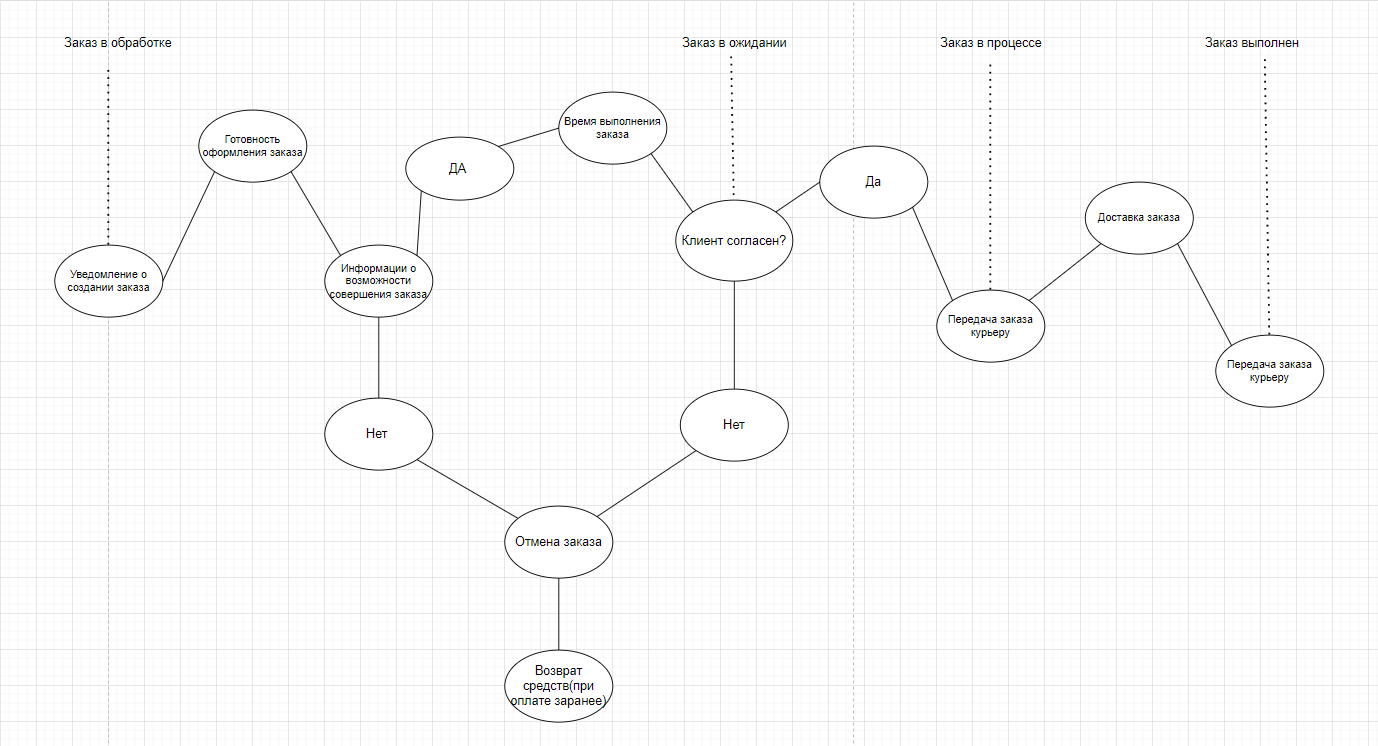 Заказ в обработке
Заказ в ожидании
Заказ в процессе
Заказ выполнен
Готовность
оформления заказа
ДА
Время выполнения
заказа
Да
Клиент согласен?
Доставка заказа
Уведомление о
создании заказа
Информации о
возможности
совершения заказа
Передача заказа
курьеру
Передача заказа
курьеру
Нет
Нет
Отмена заказа
Возврат
средств(при
оплате заранее)